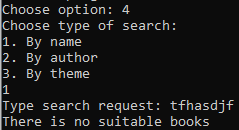 Choose option: 4
Choose type of search:
1. By name
2. By author
3. By theme
1
Type search request: tfhasdjf
There is no suitable books